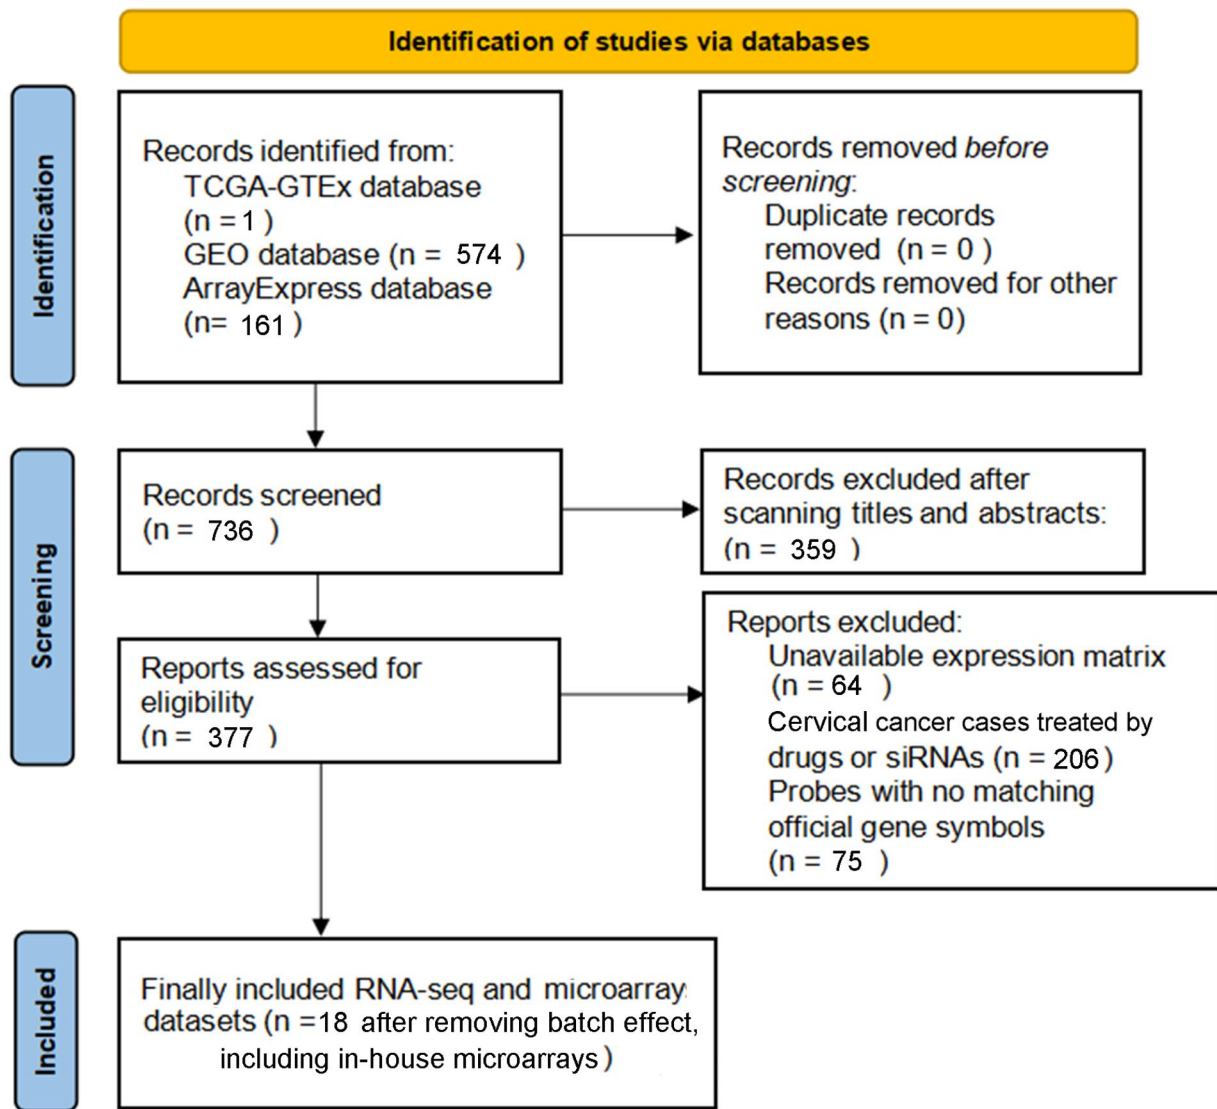 Identification of studies via databases
Identification
Records identified from:
TCGA-GTEx database
(n = 1 )
GEO database (n = 574 )
ArrayExpress database
(n= 161 )
Records removed before
screening:
Duplicate records
removed (n = 0 )
Records removed for other
reasons (n = 0)
Screening
Records screened
(n = 736 )
Records excluded after
scanning titles and abstracts:
(n = 359 )
Reports assessed for
eligibility
(n = 377 )
Reports excluded:
Unavailable expression matrix
(n = 64 )
Cervical cancer cases treated by
drugs or siRNAs (n = 206)
Probes with no matching
official gene symbols
(n = 75 )
Included
Finally included RNA-seq and microarray
datasets (n =18 after removing batch effect,
including in-house microarrays )